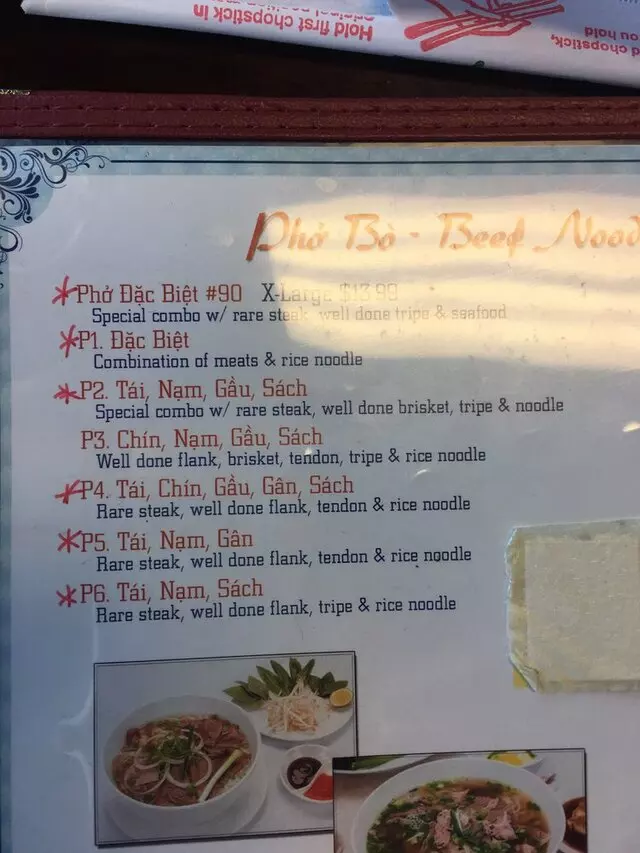 Hold first chopstick in
d chopstick,
ou hold
Phở Bò - Beef Nood
*Phở Đặc Biệt #90 X-Large $13.99
Special combo w/ rare steak, well done tripe & seafood
*P1. Đặc Biệt
Combination of meats & rice noodle
*P2. Tái, Nạm, Gầu, Sách
Special combo w/ rare steak, well done brisket, tripe & noodle
P3. Chín, Nạm, Gầu, Sách
Well done flank, brisket, tendon, tripe & rice noodle
*P4. Tái, Chín, Gầu, Gân, Sách
Rare steak, well done flank, tendon & rice noodle
*P5. Tái, Nạm, Gân
Rare steak, well done flank, tendon & rice noodle
*P6. Tái, Nạm, Sách
Rare steak, well done flank, tripe & rice noodle